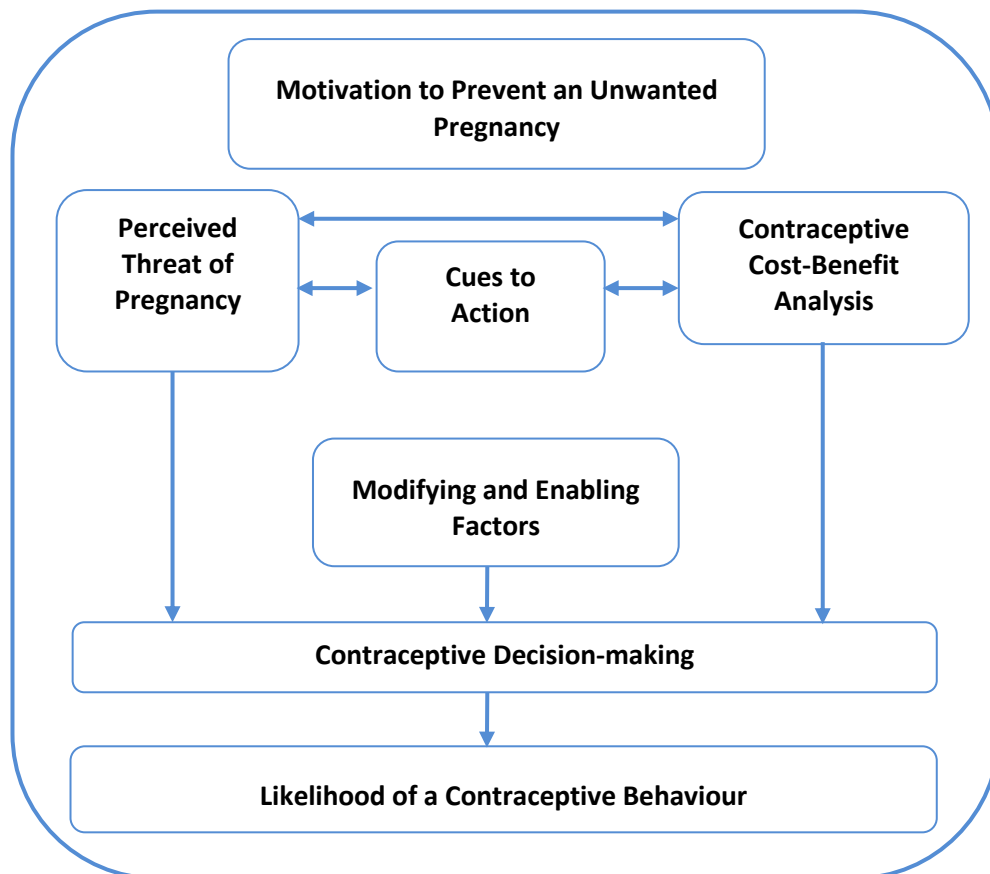 Motivation to Prevent an Unwanted
Pregnancy
Perceived
Threat of
Pregnancy
Cues to
Action
Contraceptive
Cost-Benefit
Analysis
Modifying and Enabling
Factors
Contraceptive Decision-making
Likelihood of a Contraceptive Behaviour